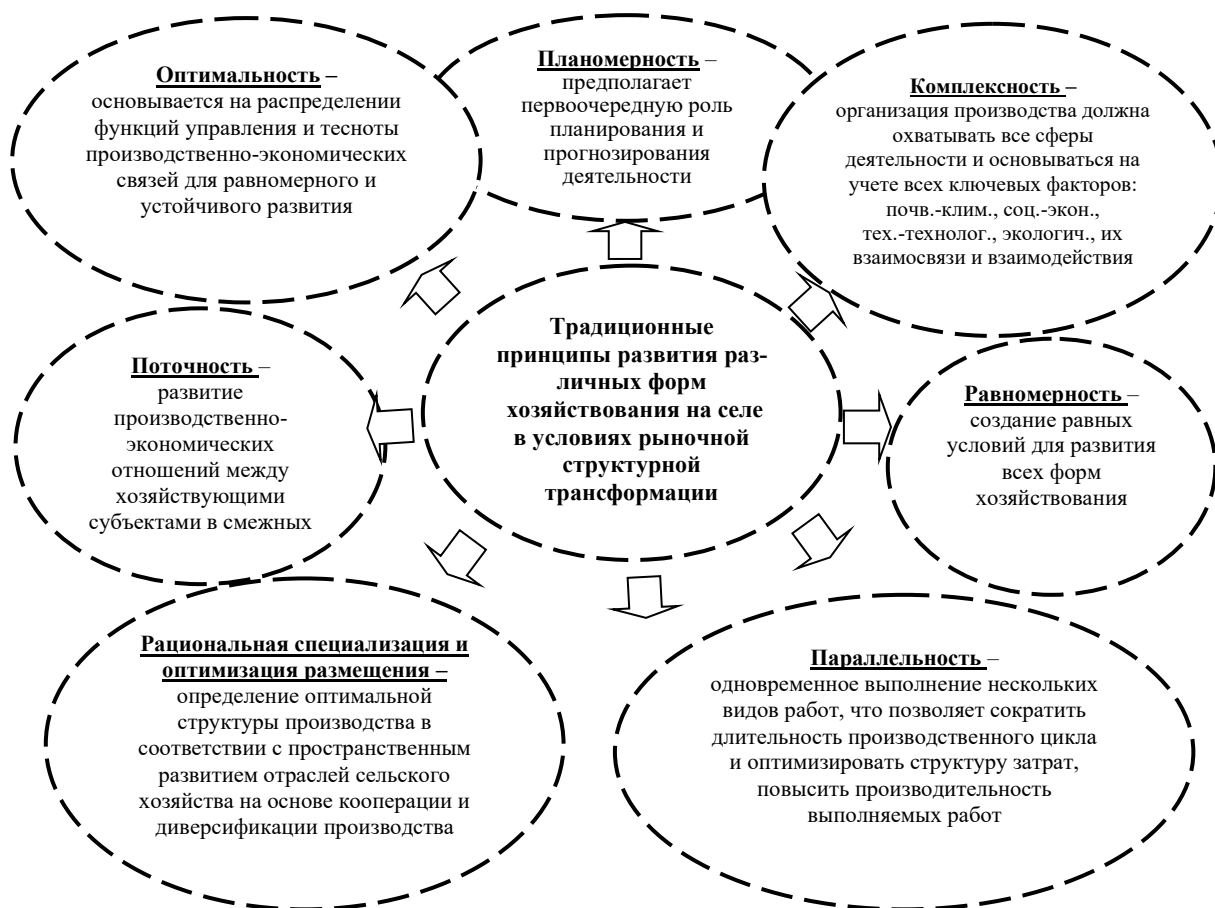 Оптимальность –
основывается на распределении
функций управления и тесноты
производственно-экономических
связей для равномерного и
устойчивого развития
Планомерность –
предполагает
первоочередную роль
планирования и
прогнозирования
деятельности
Комплексность –
организация производства должна
охватывать все сферы
деятельности и основываться на
учете всех ключевых факторов:
почв.-клим., соц.-экон.,
тех.-технолог., экологич., их
взаимосвязи и взаимодействия
Поточность –
развитие
производственно-
экономических
отношений между
хозяйствующими
субъектами в смежных
Традиционные
принципы развития раз-
личных форм
хозяйствования на селе
в условиях рыночной
структурной
трансформации
Равномерность –
создание равных
условий для развития
всех форм
хозяйствования
Рациональная специализация и
оптимизация размещения –
определение оптимальной
структуры производства в
соответствии с пространственным
развитием отраслей сельского
хозяйства на основе кооперации и
диверсификации производства
Параллельность –
одновременное выполнение нескольких
видов работ, что позволяет сократить
длительность производственного цикла
и оптимизировать структуру затрат,
повысить производительность
выполняемых работ